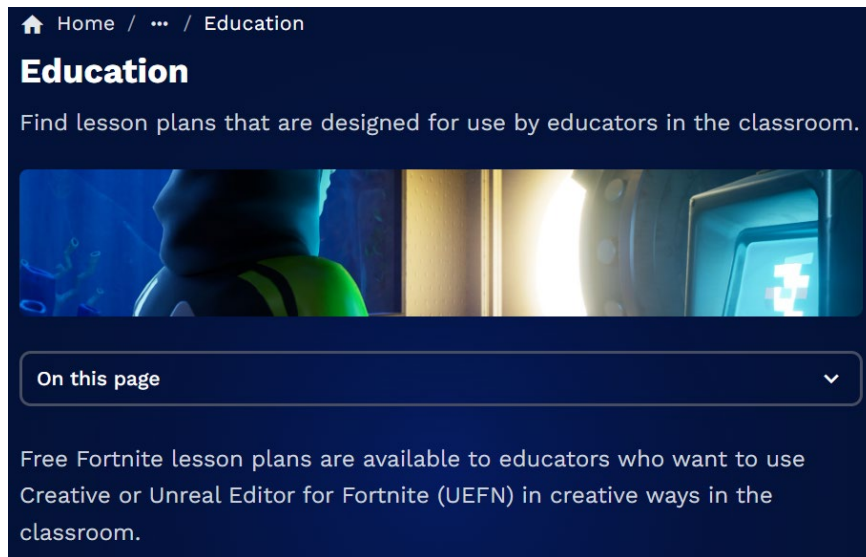 Home / ••• / Education
Education
Find lesson plans that are designed for use by educators in the classroom.
On this page
Free Fortnite lesson plans are available to educators who want to use
Creative or Unreal Editor for Fortnite (UEFN) in creative ways in the
classroom.